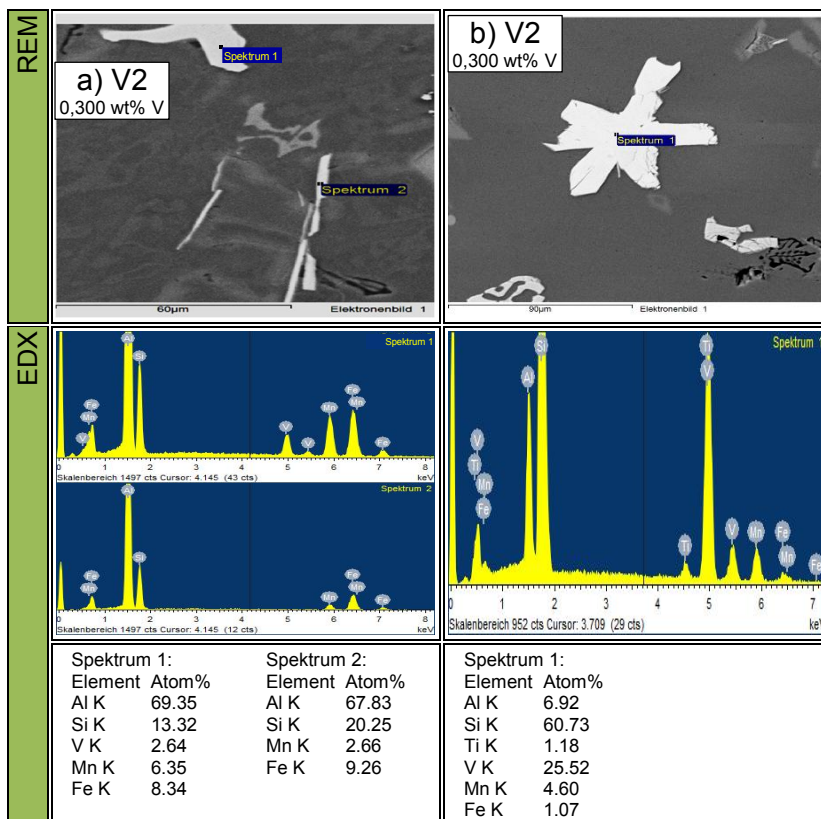 REM
a) V2
0,300 wt% V
Spektrum 1
Spektrum 2
60µm
Elektronenbild 1
b) V2
0,300 wt% V
Spektrum 1
90µm
Elektronenbild 1
EDX
Spektrum 1
Al
Si
Fe
Mn
V
V
V
Mn
Fe
Mn
Fe
0 1 2 3 4 5 6 7 8
Skalenbereich 1497 cts Cursor: 4.145 (43 cts) keV
Spektrum 2
Al
Si
Fe
Mn
Mn
Fe
Mn
Fe
0 1 2 3 4 5 6 7 8
Skalenbereich 1497 cts Cursor: 4.145 (12 cts) keV
Spektrum 1
Si
Ti
V
Al
V
Ti
Mn
Fe
Ti
V
Mn
Fe
Mn
Fe
0 1 2 3 4 5 6 7
Skalenbereich 952 cts Cursor: 3.709 (29 cts) keV
Spektrum 1:
Element Atom%
Al K 69.35
Si K 13.32
V K 2.64
Mn K 6.35
Fe K 8.34
Spektrum 2:
Element Atom%
Al K 67.83
Si K 20.25
Mn K 2.66
Fe K 9.26
Spektrum 1:
Element Atom%
Al K 6.92
Si K 60.73
Ti K 1.18
V K 25.52
Mn K 4.60
Fe K 1.07